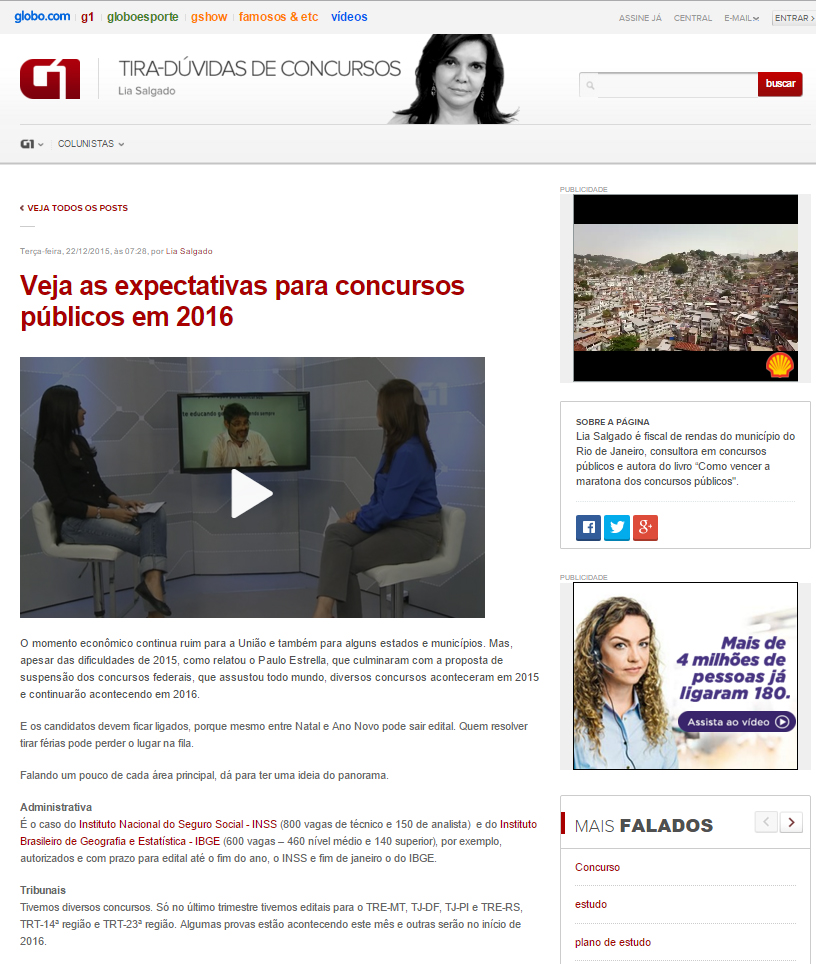 globo.com g1 globoesporte gshow famosos & etc vídeos
ASSINE JÁ CENTRAL E-MAIL ENTRAR ›
G1
TIRA-DÚVIDAS DE CONCURSOS
Lia Salgado
buscar
G1 COLUNISTAS
VEJA TODOS OS POSTS
Terça-feira, 22/12/2015, às 07:28, por Lia Salgado
Veja as expectativas para concursos
públicos em 2016
G1
te educando sempre
O momento econômico continua ruim para a União e também para alguns estados e municípios. Mas,
apesar das dificuldades de 2015, como relatou o Paulo Estrella, que culminaram com a proposta de
suspensão dos concursos federais, que assustou todo mundo, diversos concursos aconteceram em 2015
e continuarão acontecendo em 2016.
E os candidatos devem ficar ligados, porque mesmo entre Natal e Ano Novo pode sair edital. Quem resolver
tirar férias pode perder o lugar na fila.
Falando um pouco de cada área principal, dá para ter uma ideia do panorama.
Administrativa
É o caso do Instituto Nacional do Seguro Social - INSS (800 vagas de técnico e 150 de analista) e do Instituto
Brasileiro de Geografia e Estatística - IBGE (600 vagas – 460 nível médio e 140 superior), por exemplo,
autorizados e com prazo para edital até o fim do ano, o INSS e fim de janeiro o do IBGE.
Tribunais
Tivemos diversos concursos. Só no último trimestre tivemos editais para o TRE-MT, TJ-DF, TJ-PI e TRE-RS,
TRT-14ª região e TRT-23ª região. Algumas provas estão acontecendo este mês e outras serão no início de
2016.
PUBLICIDADE
SOBRE A PÁGINA
Lia Salgado é fiscal de rendas do município do
Rio de Janeiro, consultora em concursos
públicos e autora do livro “Como vencer a
maratona dos concursos públicos”.
g+
PUBLICIDADE
Mais de
4 milhões de
pessoas já
ligaram 180.
Assista ao vídeo
MAIS FALADOS
Concurso
estudo
plano de estudo